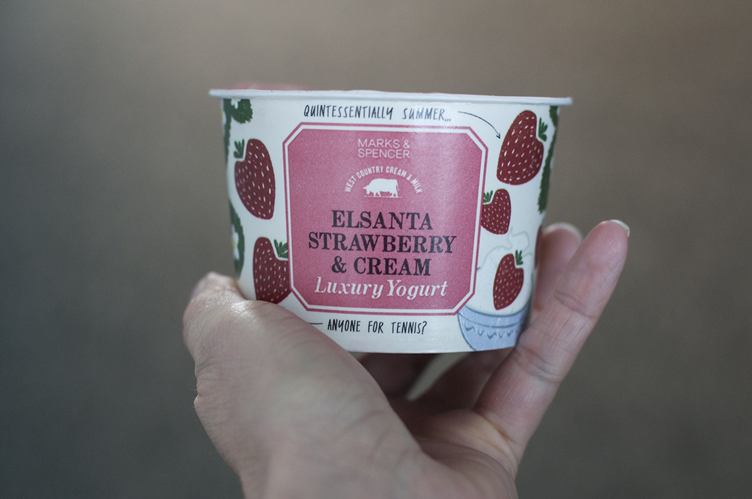 QUINTESSENTIALLY SUMMER...
MARKS &
SPENCER
WEST COUNTRY CREAM & MILK
ELSANTA
STRAWBERRY
& CREAM
Luxury Yogurt
ANYONE FOR TENNIS?